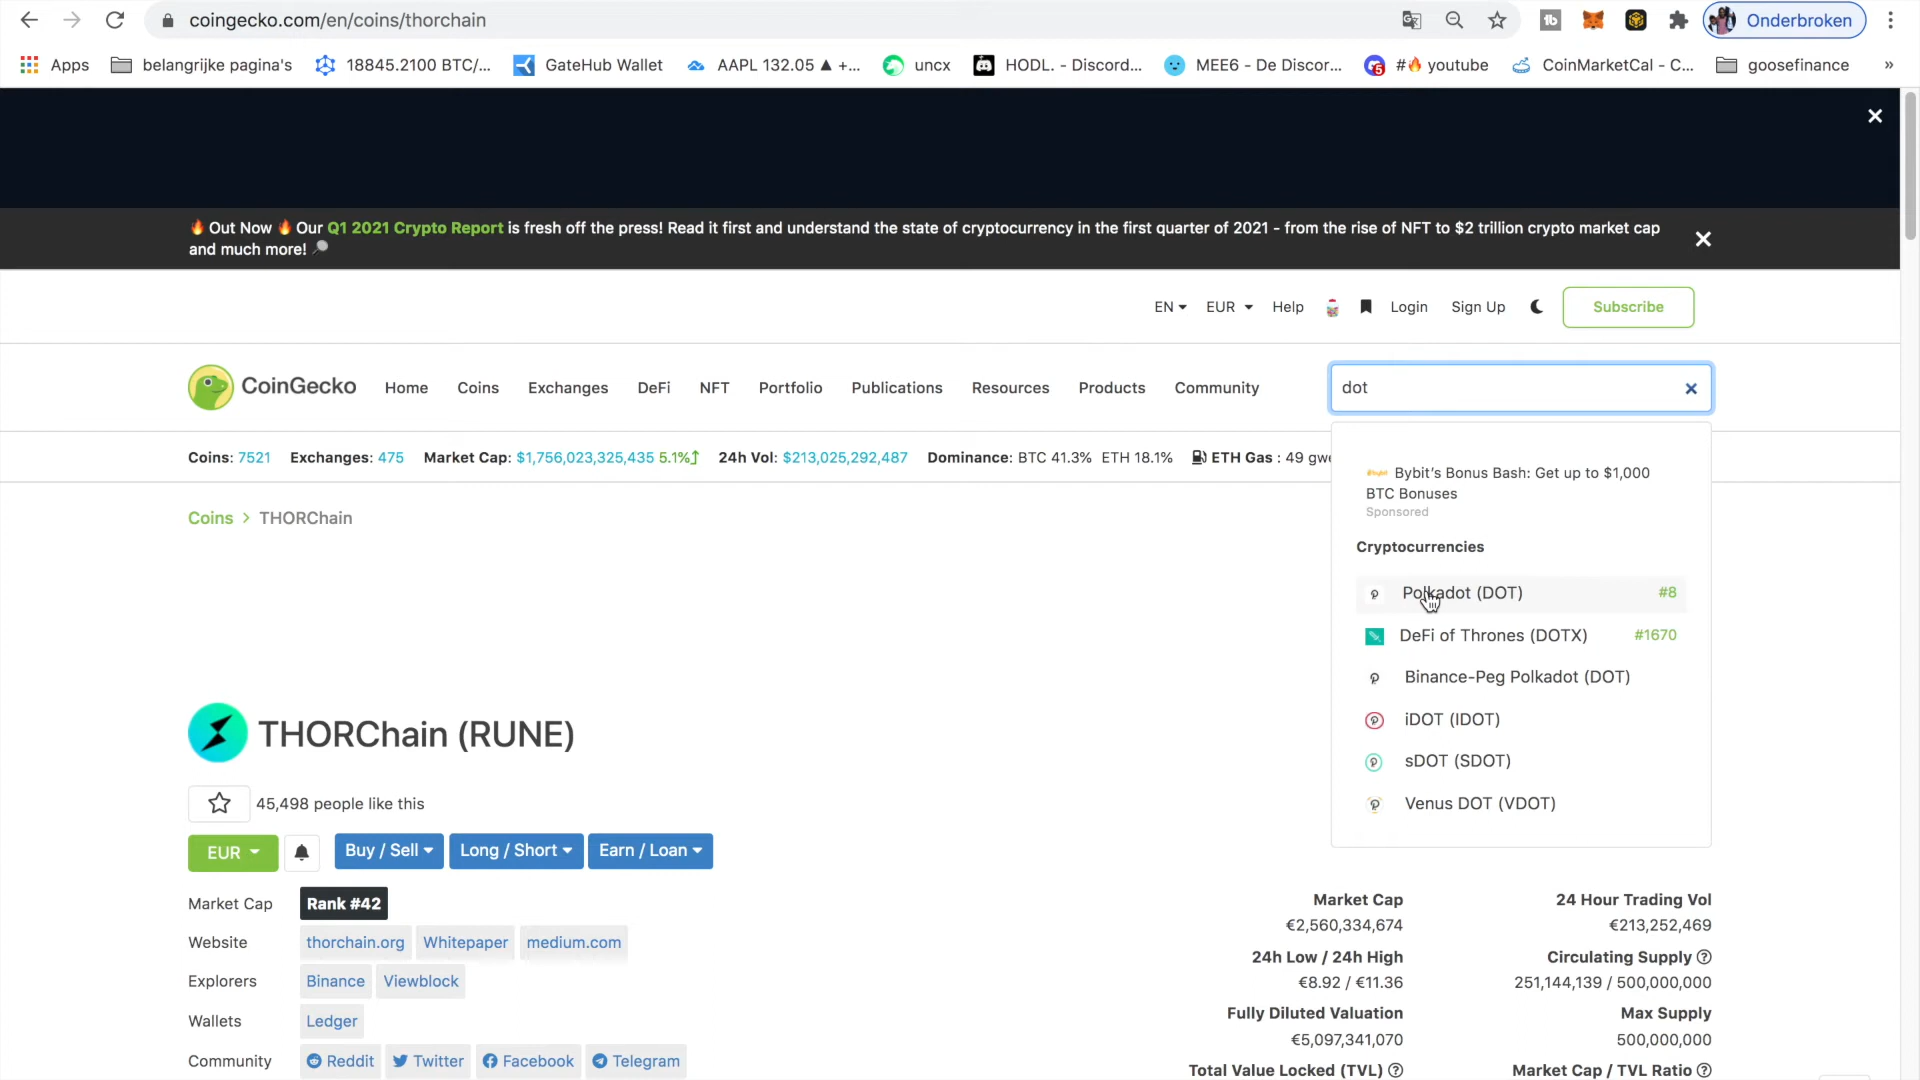 coingecko.com/en/coins/thorchain
Onderbroken
Apps
belangrijke pagina's
18845.2100 BTC/...
GateHub Wallet
AAPL 132.05 ▲ +...
uncx
HODL. - Discord...
MEE6 - De Discor...
5
#🔥 youtube
CoinMarketCal - C...
goosefinance
»
🔥 Out Now 🔥 Our Q1 2021 Crypto Report is fresh off the press! Read it first and understand the state of cryptocurrency in the first quarter of 2021 - from the rise of NFT to $2 trillion crypto market cap
and much more! 🔎
EN
EUR
Help
Login
Sign Up
Subscribe
CoinGecko
Home
Coins
Exchanges
DeFi
NFT
Portfolio
Publications
Resources
Products
Community
dot
Coins: 7521
Exchanges: 475
Market Cap: $1,756,023,325,435 5.1%
24h Vol: $213,025,292,487
Dominance: BTC 41.3% ETH 18.1%
ETH Gas : 49 gwe
Bybit's Bonus Bash: Get up to $1,000
BTC Bonuses
Sponsored
Cryptocurrencies
Polkadot (DOT) #8
DeFi of Thrones (DOTX) #1670
Binance-Peg Polkadot (DOT)
iDOT (IDOT)
sDOT (SDOT)
Venus DOT (VDOT)
Coins > THORChain
THORChain (RUNE)
45,498 people like this
EUR
Buy / Sell
Long / Short
Earn / Loan
Market Cap Rank #42
Website thorchain.org Whitepaper medium.com
Explorers Binance Viewblock
Wallets Ledger
Community Reddit Twitter Facebook Telegram
Market Cap
€2,560,334,674
24 Hour Trading Vol
€213,252,469
24h Low / 24h High
€8.92 / €11.36
Circulating Supply
251,144,139 / 500,000,000
Fully Diluted Valuation
€5,097,341,070
Max Supply
500,000,000
Total Value Locked (TVL)
Market Cap / TVL Ratio